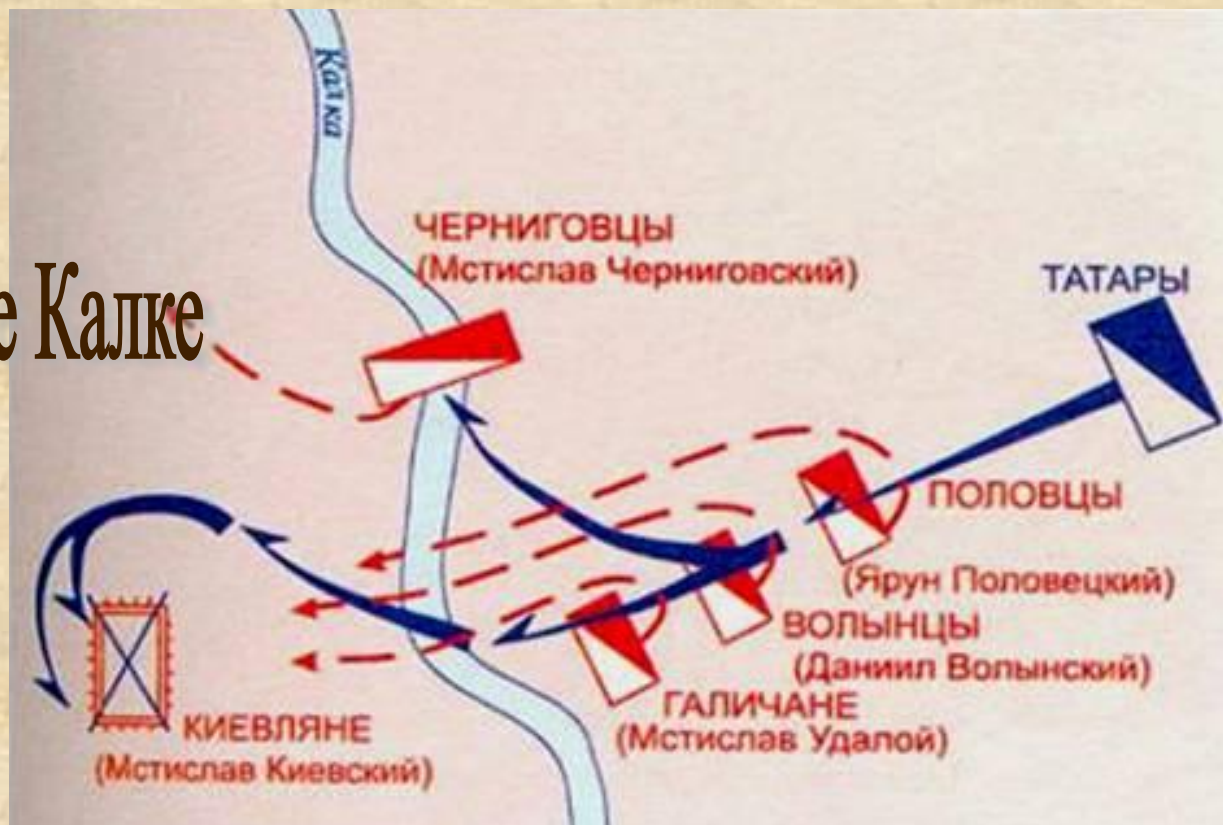 Калка
ЧЕРНИГОВЦЫ
(Мстислав Черниговский)
ТАТАРЫ
е Калке
ПОЛОВЦЫ
(Ярун Половецкий)
ВОЛЫНЦЫ
(Даниил Волынский)
ГАЛИЧАНЕ
(Мстислав Удалой)
КИЕВЛЯНЕ
(Мстислав Киевский)